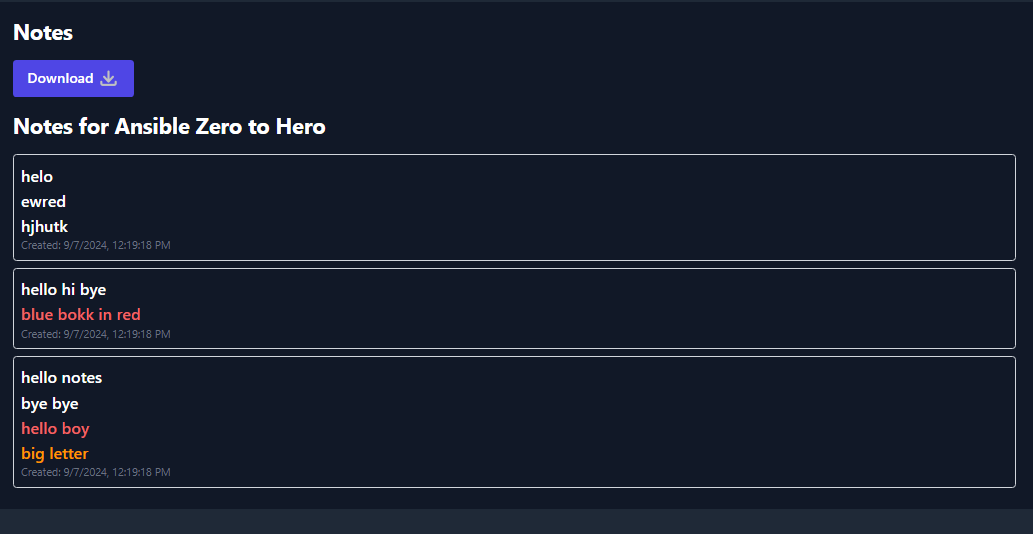 Notes
Download
Notes for Ansible Zero to Hero
helo
ewred
hjhutk
Created: 9/7/2024, 12:19:18 PM
hello hi bye
blue bokk in red
Created: 9/7/2024, 12:19:18 PM
hello notes
bye bye
hello boy
big letter
Created: 9/7/2024, 12:19:18 PM